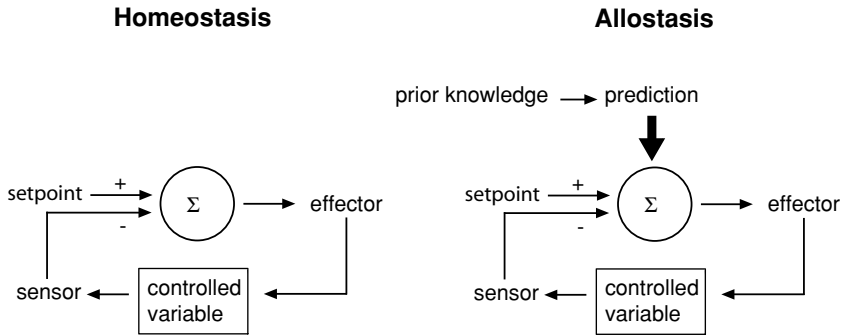 Homeostasis
setpoint
+
-
Σ
effector
sensor
controlled
variable
Allostasis
prior knowledge
prediction
setpoint
+
-
Σ
effector
sensor
controlled
variable